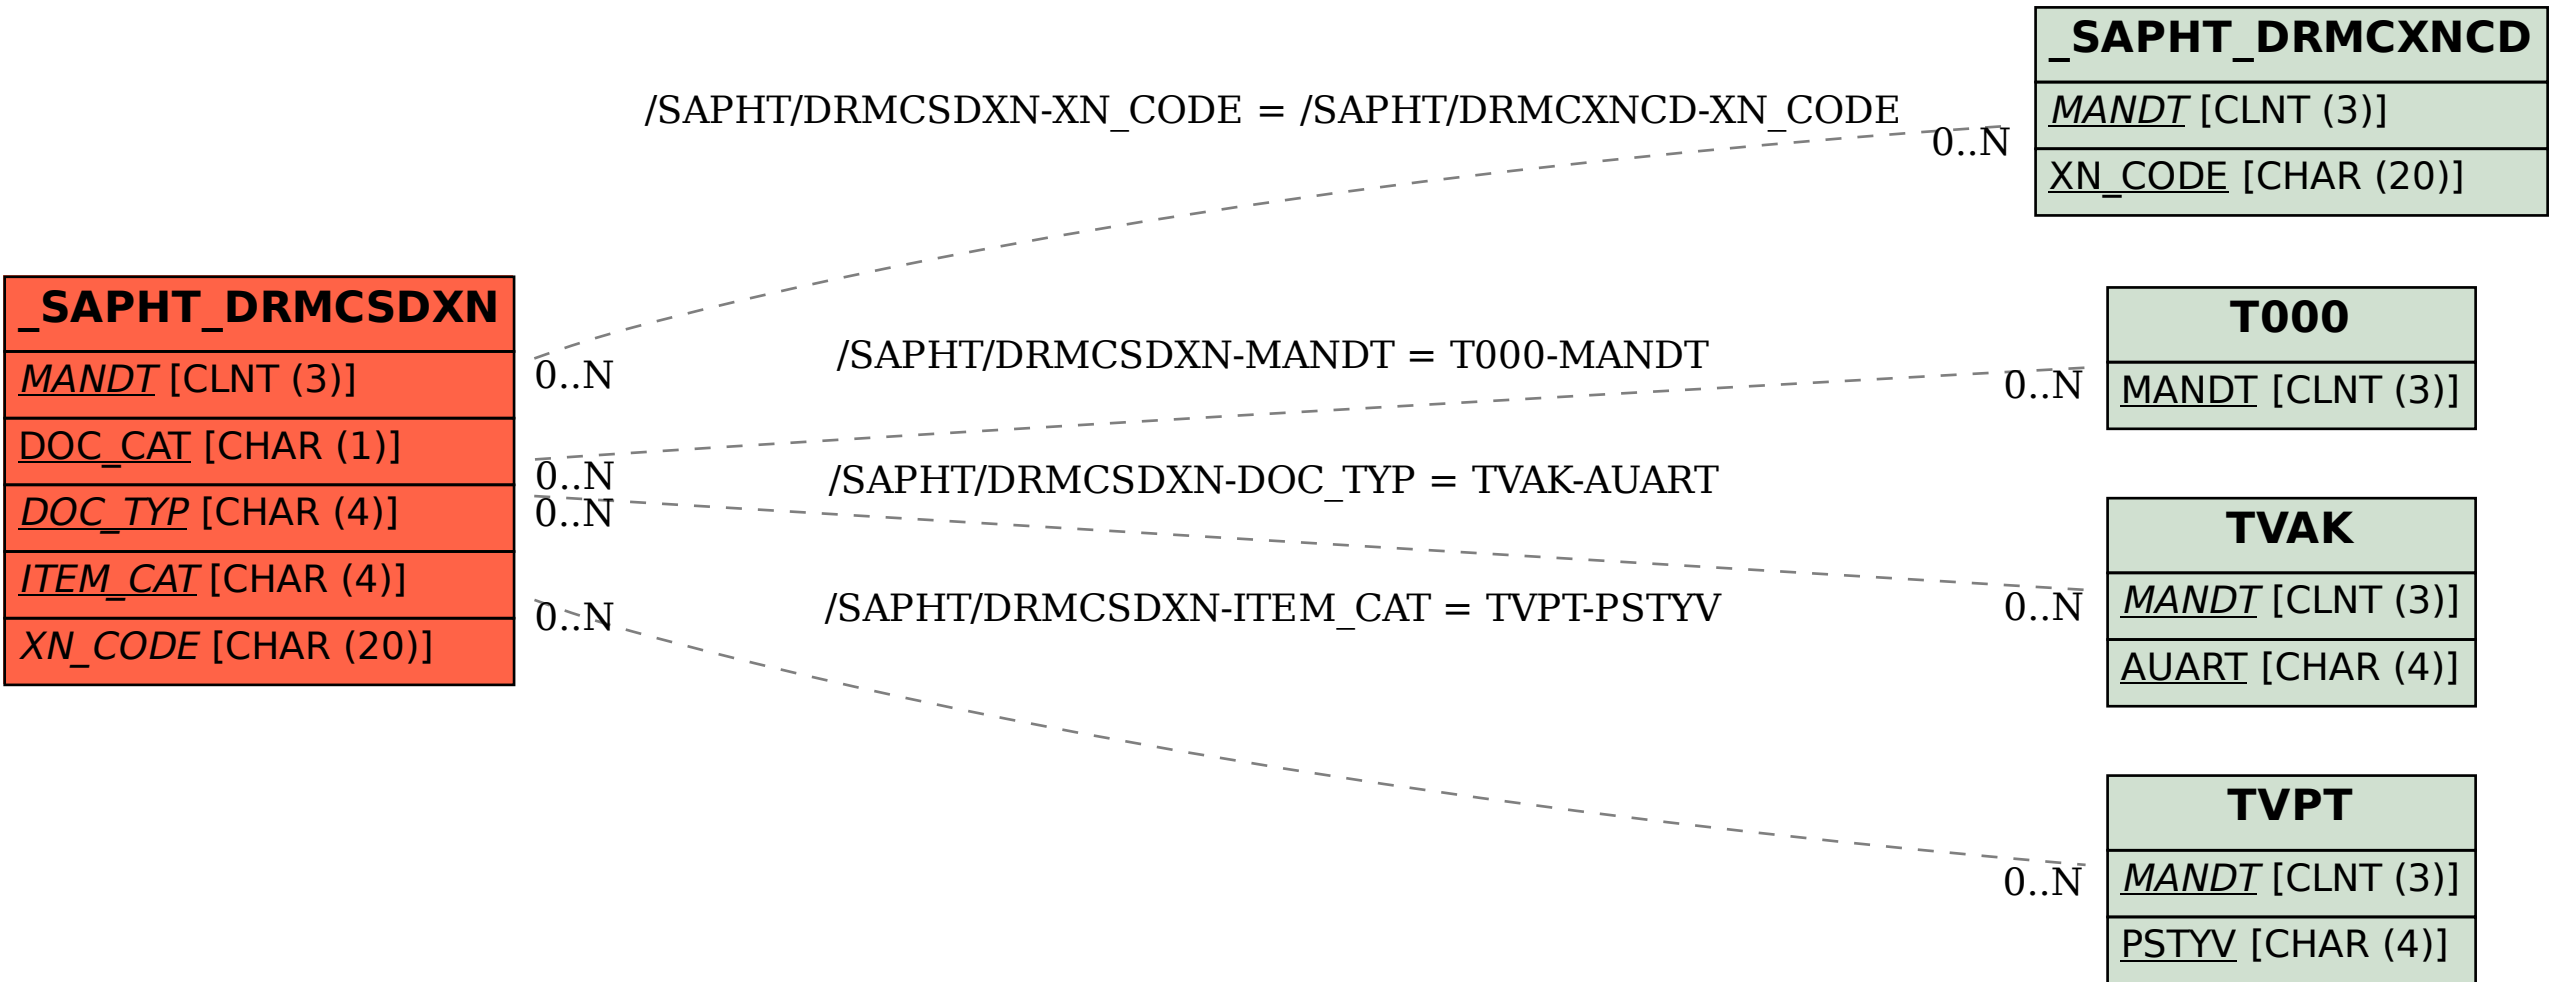 _SAPHT_DRMCXNCD
MANDT [CLNT (3)]
XN_CODE [CHAR (20)]
/SAPHT/DRMCSDXN-XN_CODE = /SAPHT/DRMCXNCD-XN_CODE
0..N
_SAPHT_DRMCSDXN
MANDT [CLNT (3)]
DOC_CAT [CHAR (1)]
DOC_TYP [CHAR (4)]
ITEM_CAT [CHAR (4)]
XN_CODE [CHAR (20)]
0..N
0..N
0..N
0..N
/SAPHT/DRMCSDXN-MANDT = T000-MANDT
0..N
T000
MANDT [CLNT (3)]
/SAPHT/DRMCSDXN-DOC_TYP = TVAK-AUART
0..N
TVAK
MANDT [CLNT (3)]
AUART [CHAR (4)]
/SAPHT/DRMCSDXN-ITEM_CAT = TVPT-PSTYV
0..N
TVPT
MANDT [CLNT (3)]
PSTYV [CHAR (4)]